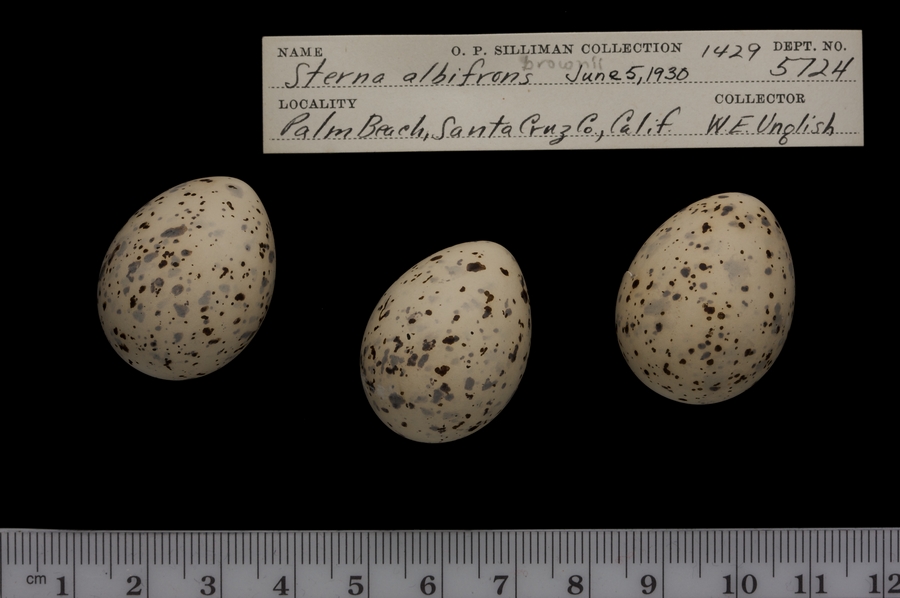 NAME O. P. SILLIMAN COLLECTION 1429 DEPT. NO.
browni
Sterna albifrons June 5, 1930 5724
LOCALITY COLLECTOR
Palm Beach, Santa Cruz Co., Calif. W.E. Unglish
cm 1 2 3 4 5 6 7 8 9 10 11 12